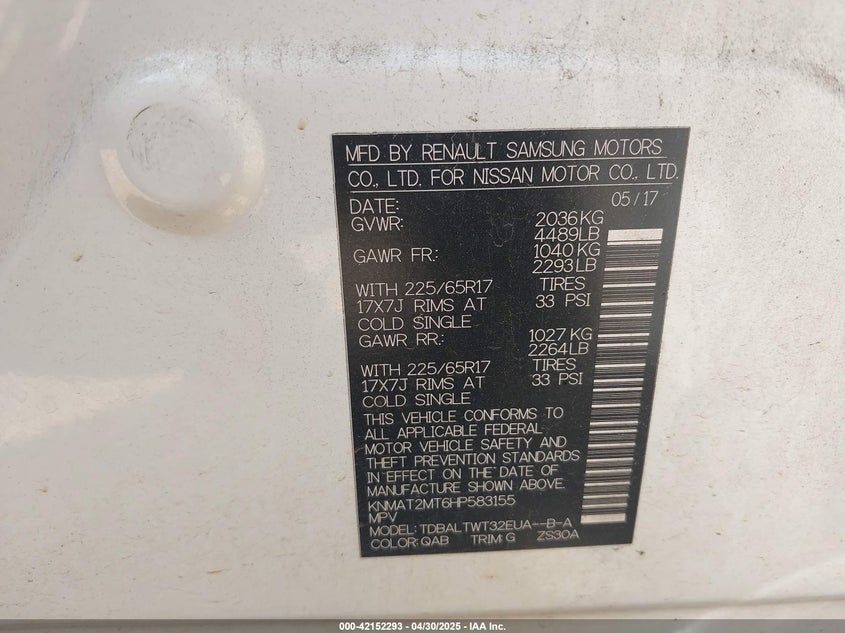 MFD BY RENAULT SAMSUNG MOTORS
CO., LTD. FOR NISSAN MOTOR CO., LTD.
DATE: 05/17
GVWR: 2036KG
4489LB
GAWR FR.: 1040 KG
2293LB
WITH 225/65R17 TIRES
17X7J RIMS AT 33 PSI
COLD SINGLE
GAWR RR.: 1027 KG
2264LB
WITH 225/65R17 TIRES
17X7J RIMS AT 33 PSI
COLD SINGLE
THIS VEHICLE CONFORMS TO
ALL APPLICABLE FEDERAL
MOTOR VEHICLE SAFETY AND
THEFT PREVENTION STANDARDS
IN EFFECT ON THE DATE OF
MANUFACTURE SHOWN ABOVE.
KNMAT2MT6HP583155
MPV
MODEL: TDBALTWT32EUA--B-A
COLOR: QAB TRIM: G ZS30A
000-42152293 - 04/30/2025 - IAA Inc.